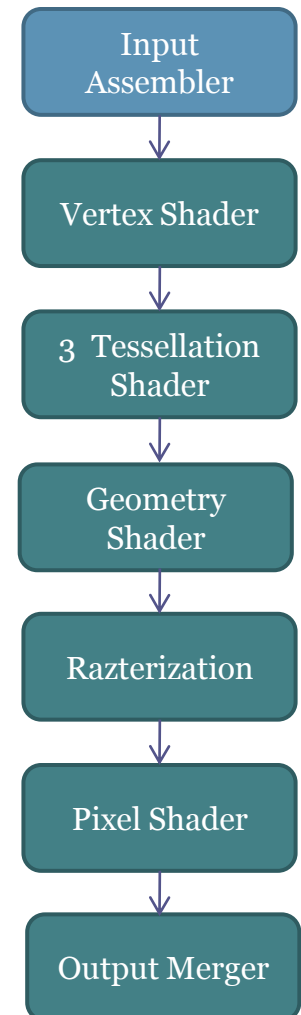 Input
Assembler
Vertex Shader
3 Tessellation
Shader
Geometry
Shader
Razterization
Pixel Shader
Output Merger